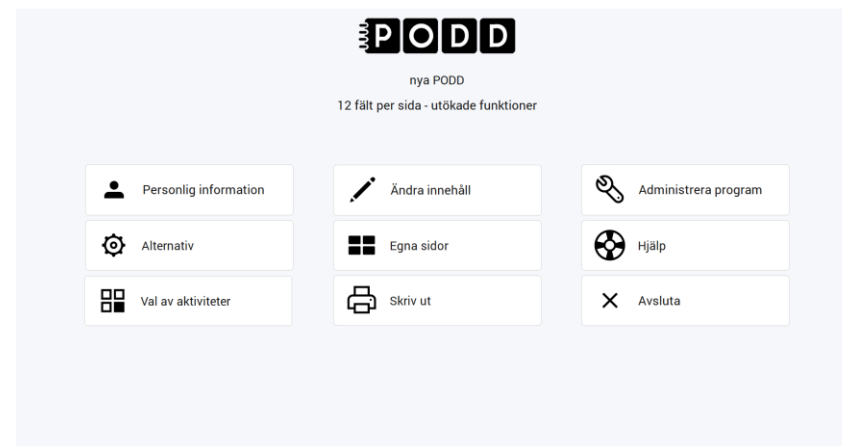 PODD
nya PODD
12 fält per sida - utökade funktioner
Personlig information
Ändra innehåll
Administrera program
Alternativ
Egna sidor
Hjälp
Val av aktiviteter
Skriv ut
Avsluta